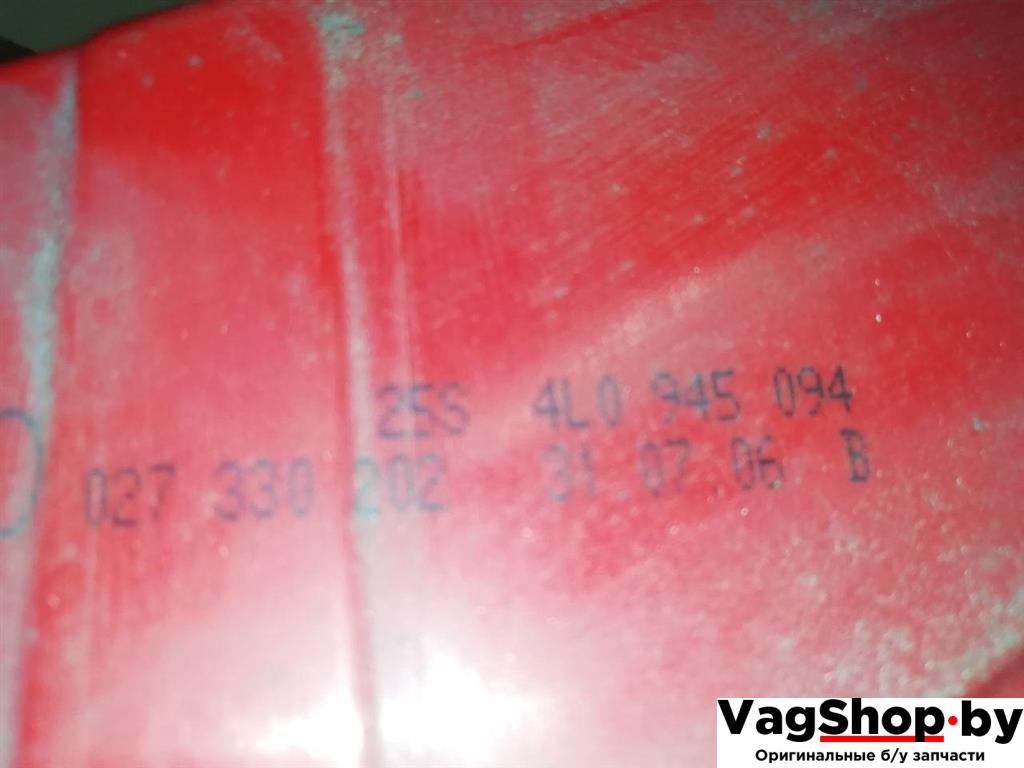 25S 4L0 945 094
027 330 202 31 07 06 B
VagShop.by
Оригинальные б/у запчасти